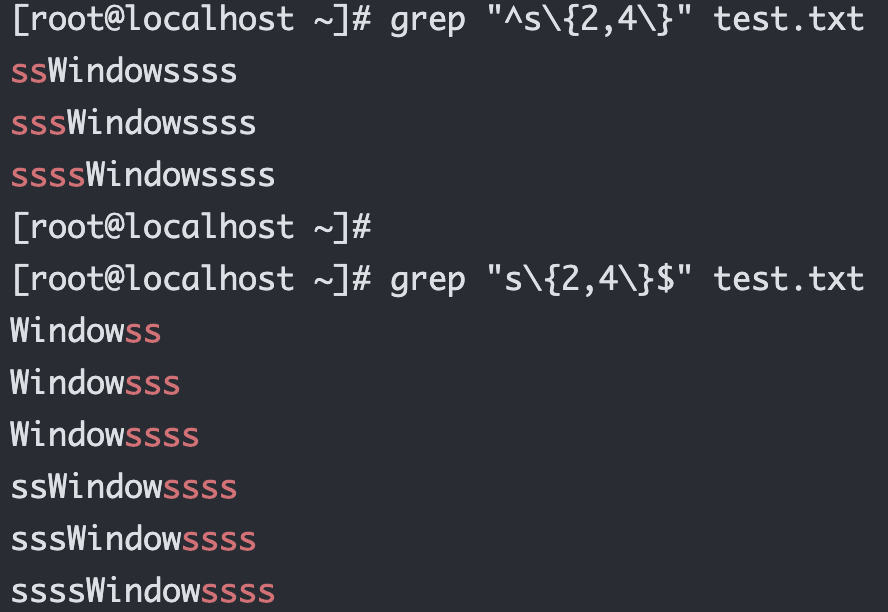 [root@localhost ~]# grep "^s\{2,4\}" test.txt
ssWindowssss
sssWindowssss
ssssWindowssss
[root@localhost ~]#
[root@localhost ~]# grep "s\{2,4\}$" test.txt
Windowss
Windowsss
Windowssss
ssWindowssss
sssWindowssss
ssssWindowssss